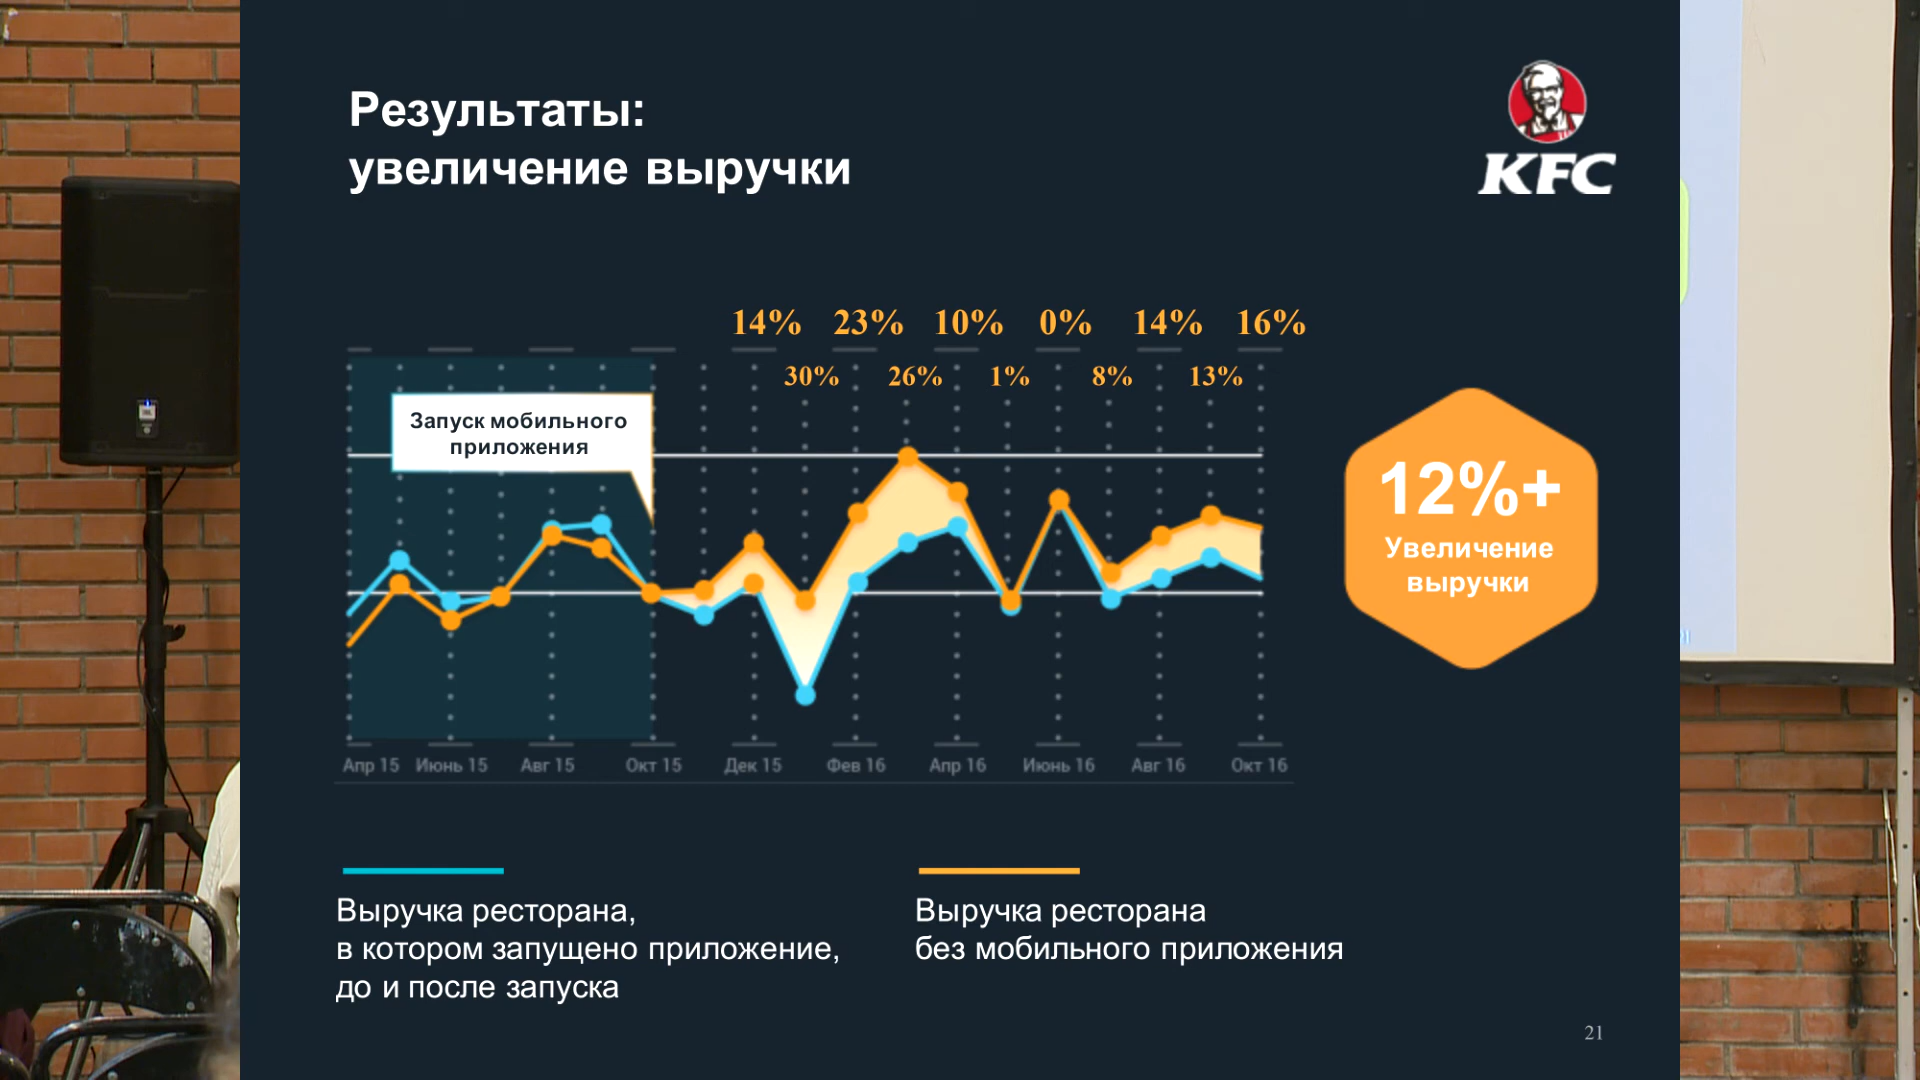 Результаты:
увеличение выручки
KFC
14% 23% 10% 0% 14% 16%
30% 26% 1% 8% 13%
Запуск мобильного
приложения
12%+
Увеличение
выручки
Апр 15 Июнь 15 Авг 15 Окт 15 Дек 15 Фев 16 Апр 16 Июнь 16 Авг 16 Окт 16
Выручка ресторана,
в котором запущено приложение,
до и после запуска
Выручка ресторана
без мобильного приложения
21